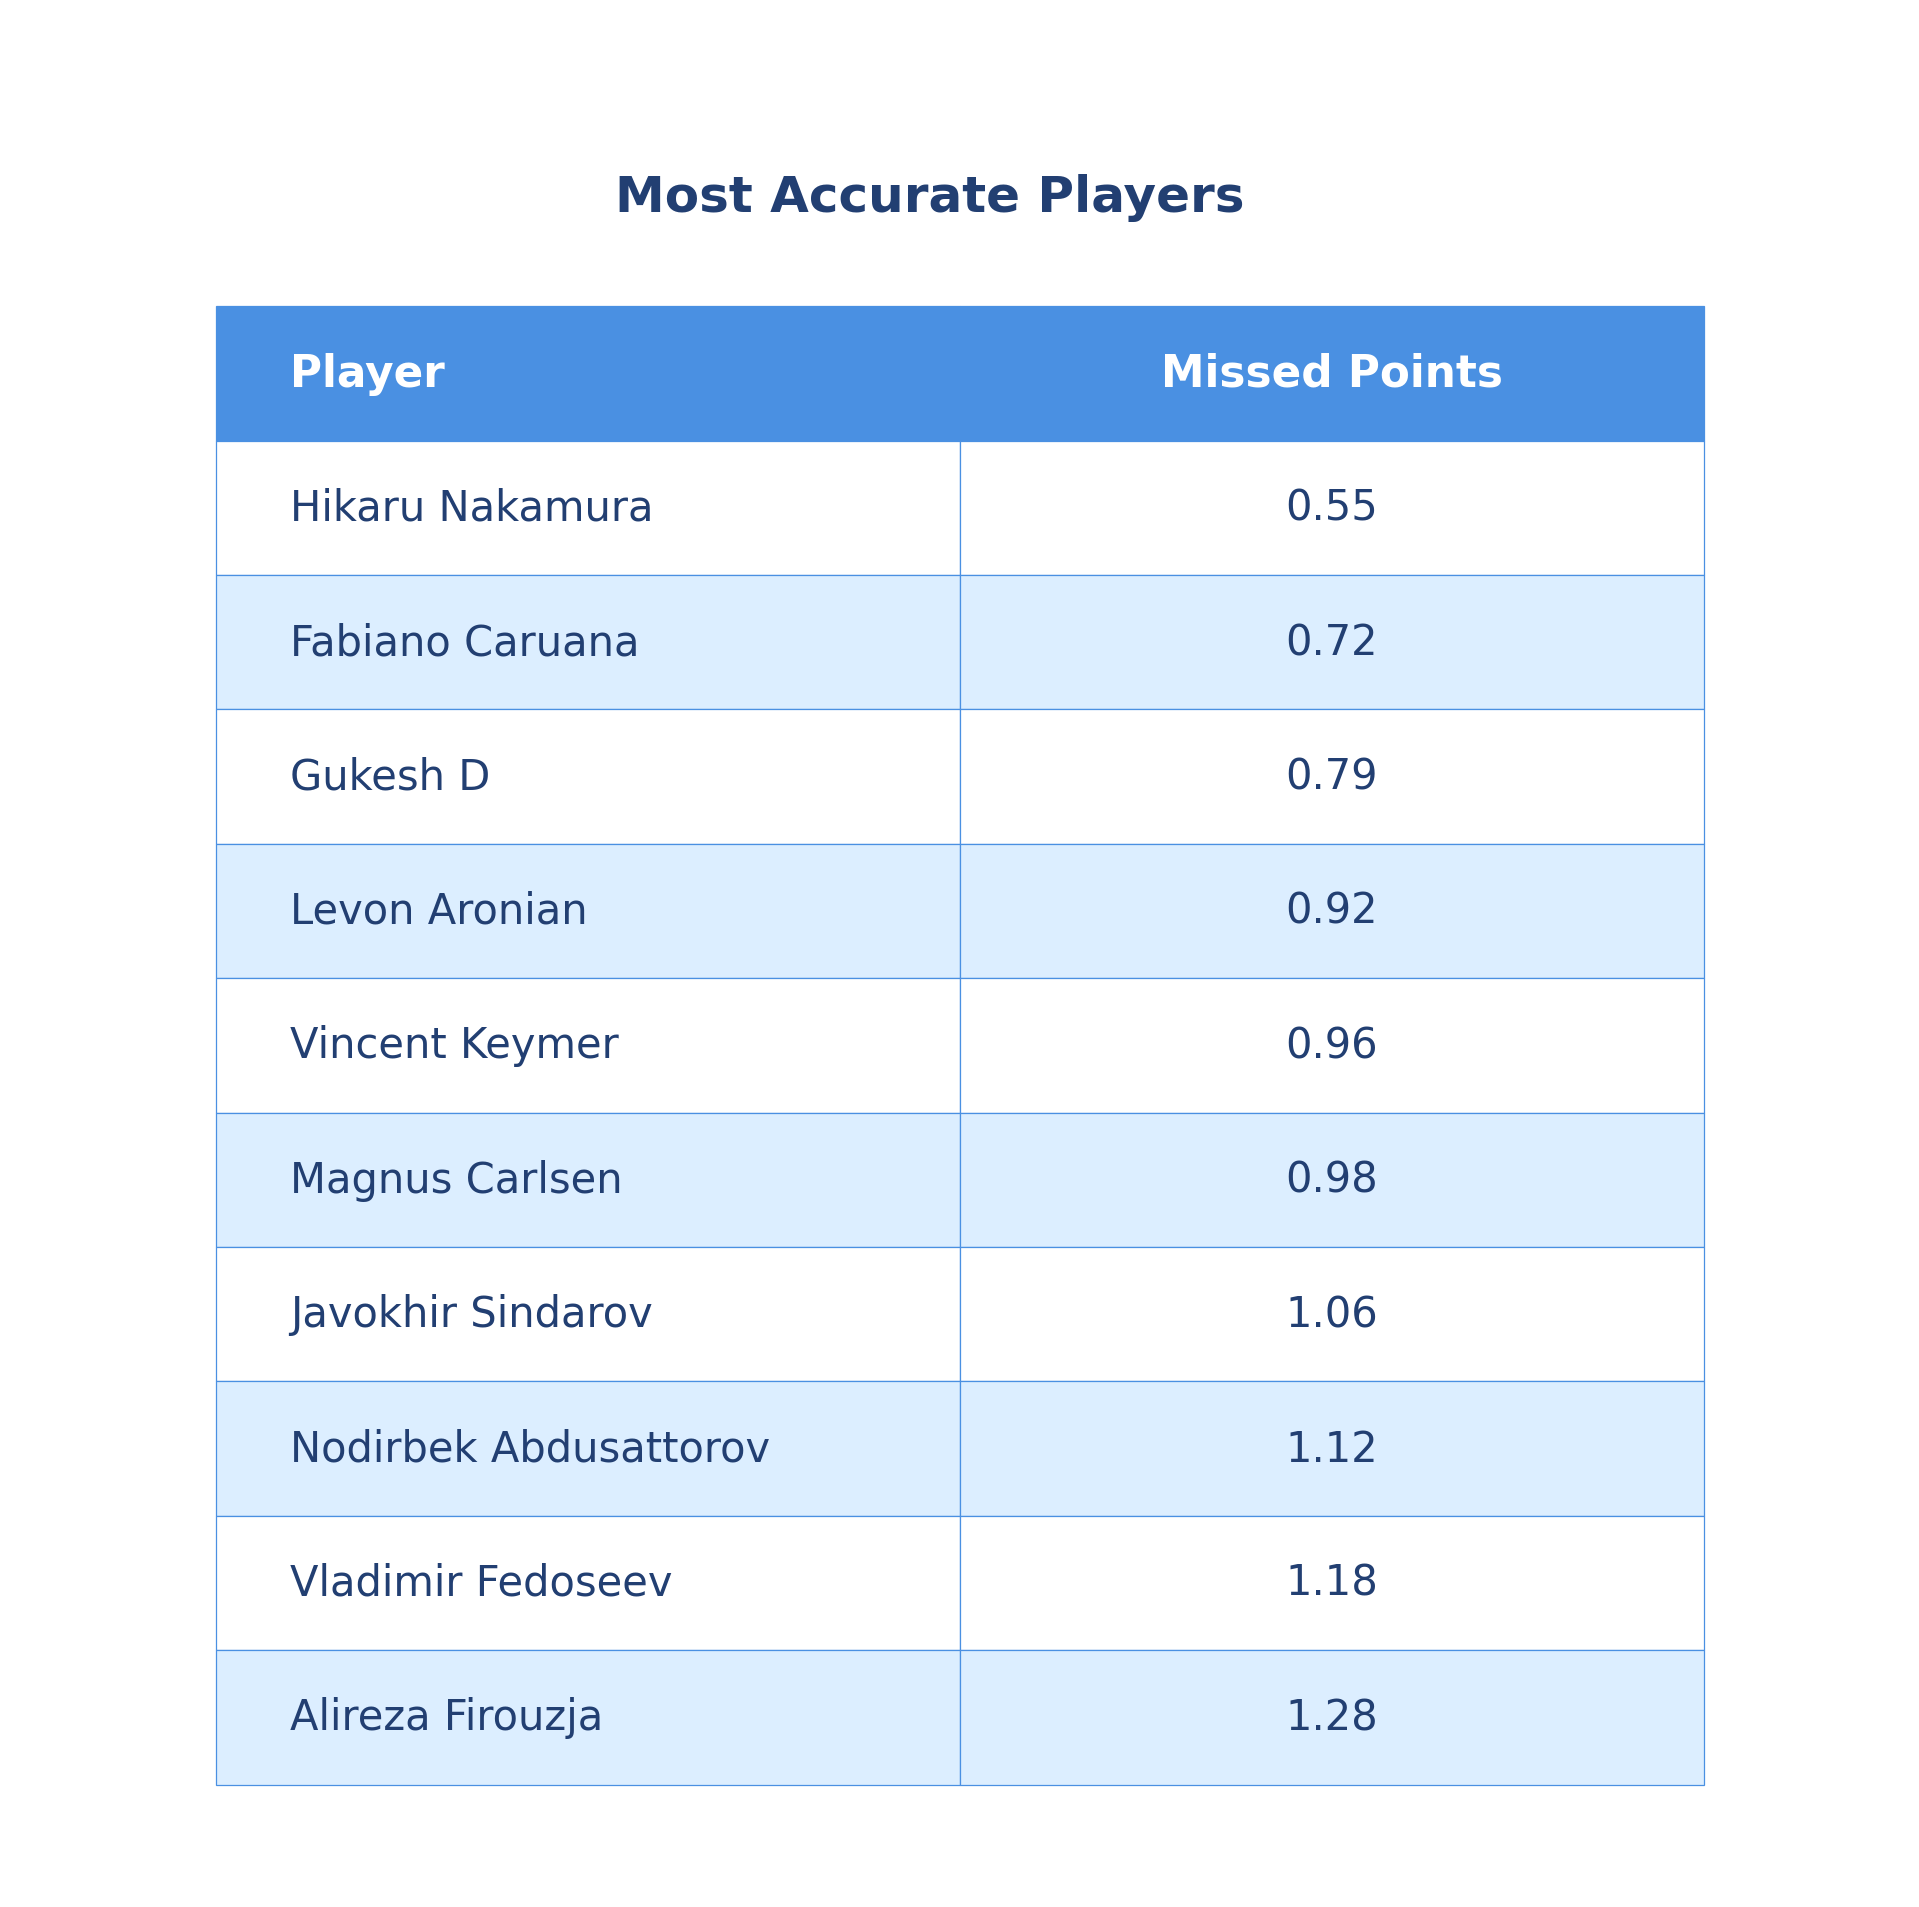 Most Accurate Players
Player Missed Points
Hikaru Nakamura 0.55
Fabiano Caruana 0.72
Gukesh D 0.79
Levon Aronian 0.92
Vincent Keymer 0.96
Magnus Carlsen 0.98
Javokhir Sindarov 1.06
Nodirbek Abdusattorov 1.12
Vladimir Fedoseev 1.18
Alireza Firouzja 1.28